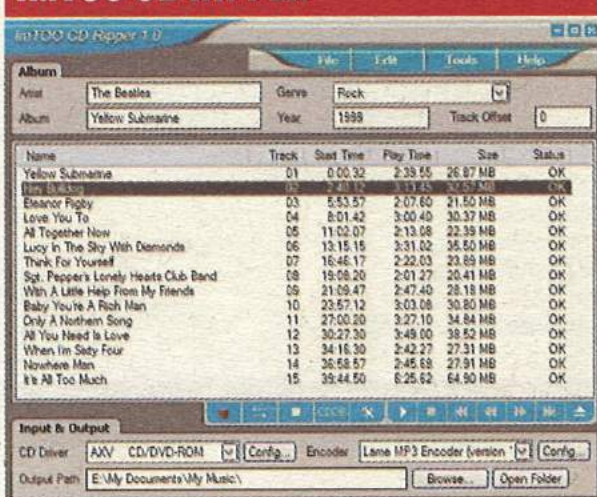 ImTOO CD Ripper 1.0
File Edit Tools Help
Album
Artist The Beatles Genre Rock
Album Yellow Submarine Year 1999 Track Offset 0
Name Track Start Time Play Time Size Status
Yellow Submarine 01 0:00.32 2:39.55 26.87 MB OK
Hey Bulldog 02 2:40.12 3:13.45 32.57 MB OK
Eleanor Rigby 03 5:53.57 2:07.60 21.50 MB OK
Love You To 04 8:01.42 3:00.40 30.37 MB OK
All Together Now 05 11:02.07 2:13.08 22.39 MB OK
Lucy In The Sky With Diamonds 06 13:15.15 3:31.02 35.50 MB OK
Think For Yourself 07 16:46.17 2:22.03 23.89 MB OK
Sgt. Pepper's Lonely Hearts Club Band 08 19:08.20 2:01.27 20.41 MB OK
With A Little Help From My Friends 09 21:09.47 2:47.40 28.18 MB OK
Baby You're A Rich Man 10 23:57.12 3:03.08 30.80 MB OK
Only A Northern Song 11 27:00.20 3:27.10 34.84 MB OK
All You Need Is Love 12 30:27.30 3:49.00 38.52 MB OK
When I'm Sixty Four 13 34:16.30 2:42.27 27.31 MB OK
Nowhere Man 14 36:58.57 2:45.68 27.91 MB OK
It's All Too Much 15 39:44.50 6:25.62 64.90 MB OK
CDDB
Input & Output
CD Driver AXV CD/DVD-ROM Config... Encoder Lame MP3 Encoder (version Config...
Output Path E:\My Documents\My Music\ Browse... Open Folder